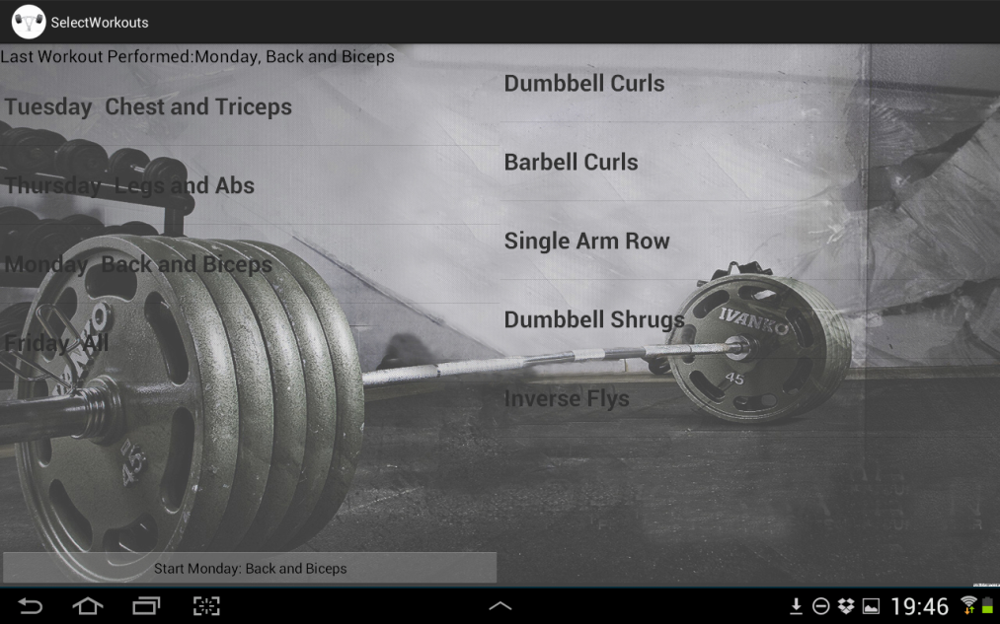 SelectWorkouts
Last Workout Performed:Monday, Back and Biceps
Tuesday  Chest and Triceps
Thursday  Legs and Abs
Monday  Back and Biceps
Friday  All
Dumbbell Curls
Barbell Curls
Single Arm Row
Dumbbell Shrugs
Inverse Flys
IVANKO
45
45
Start Monday: Back and Biceps
19:46